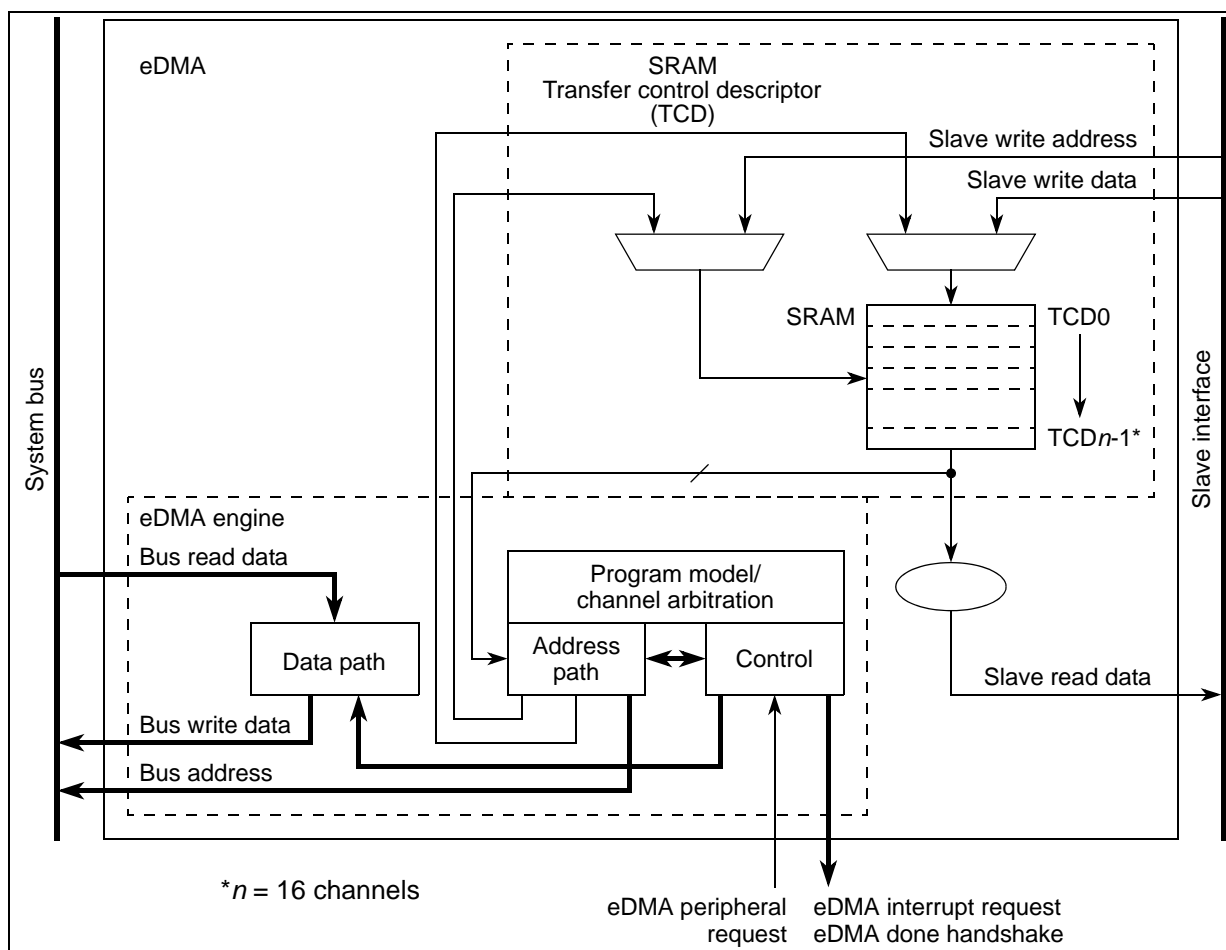 eDMA
SRAM
Transfer control descriptor
(TCD)
Slave write address
Slave write data
SRAM
TCD0
TCDn-1*
System bus
Slave interface
eDMA engine
Bus read data
Program model/
channel arbitration
Data path
Address
path
Control
Slave read data
Bus write data
Bus address
*n = 16 channels
eDMA peripheral
request
eDMA interrupt request
eDMA done handshake